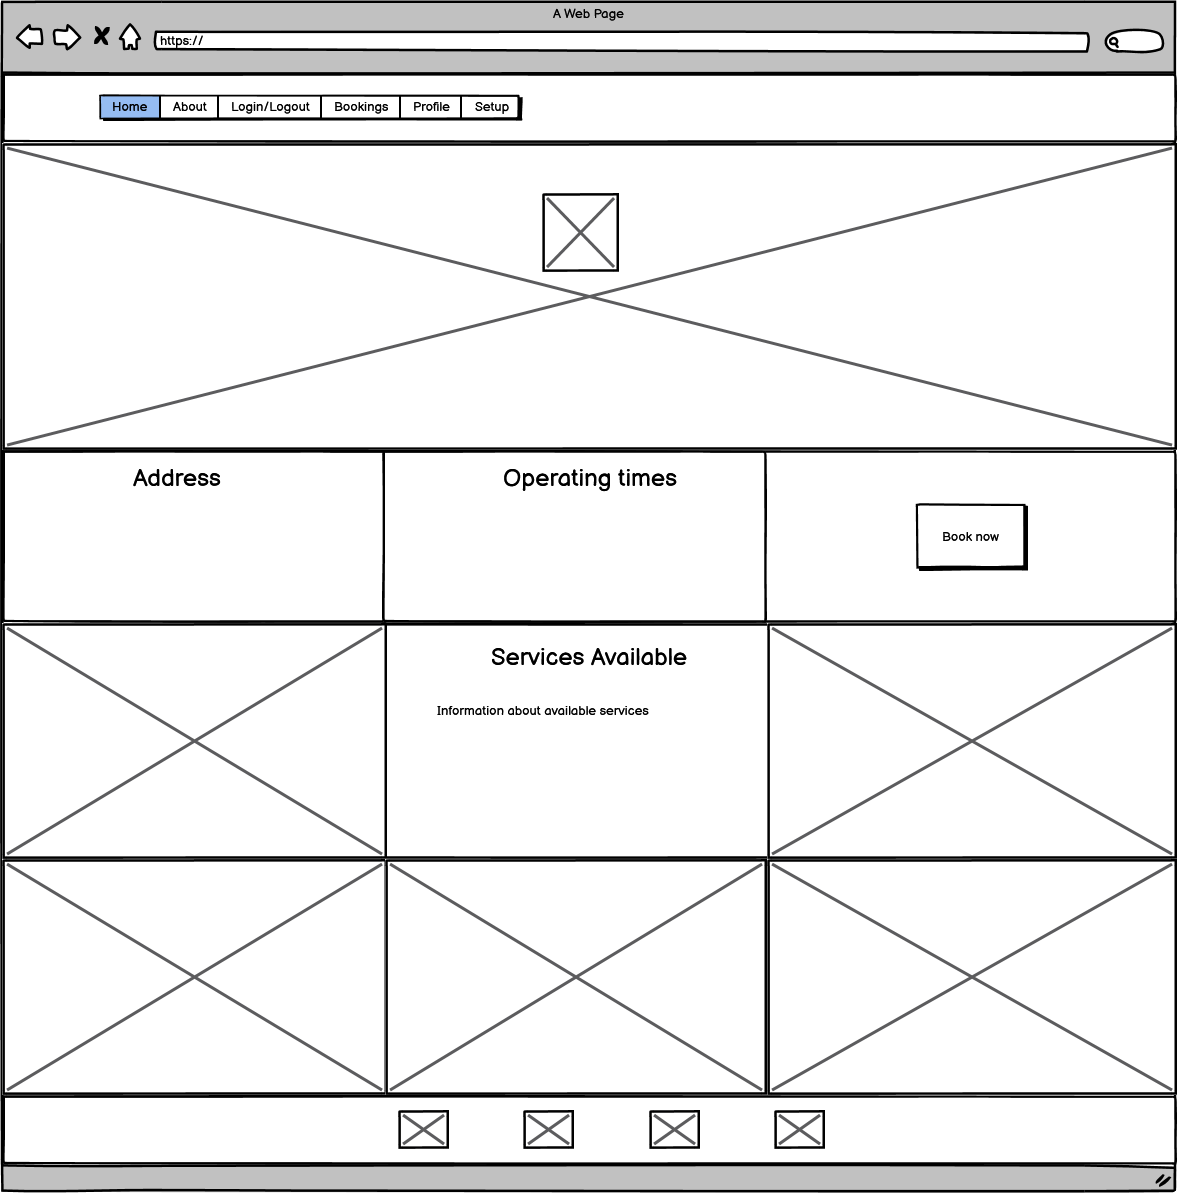 A Web Page
https://
Home About Login/Logout Bookings Profile Setup
Address
Operating times
Book now
Services Available
Information about available services